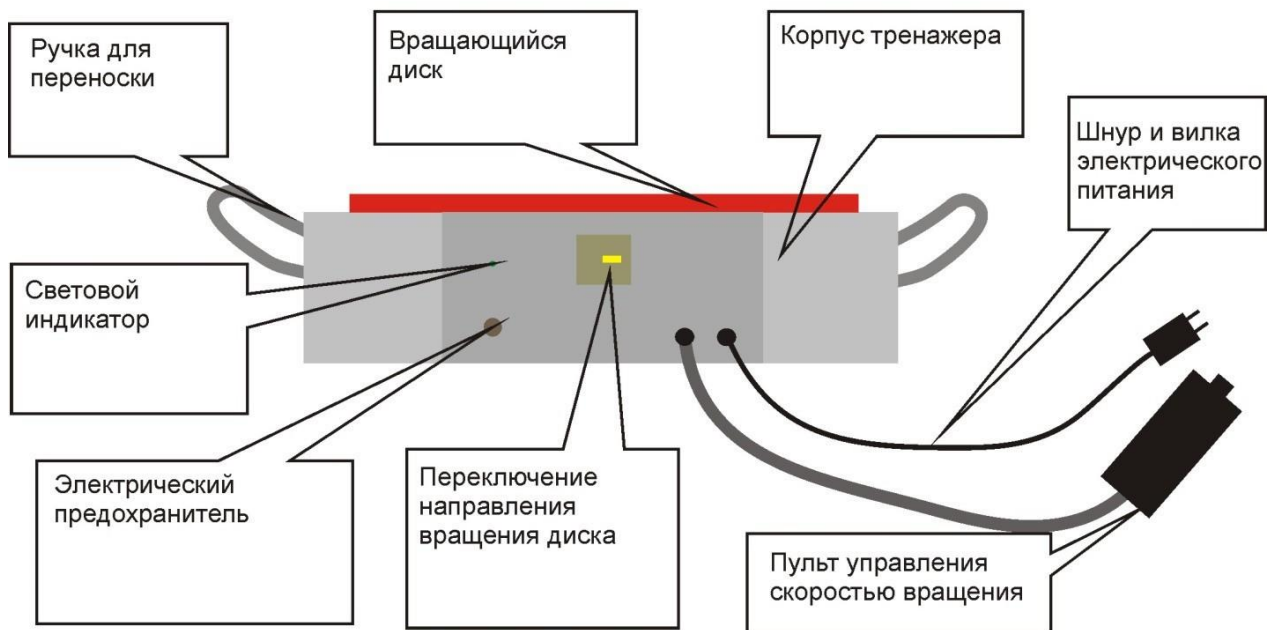 Ручка для
переноски
Вращающийся
диск
Корпус тренажера
Шнур и вилка
электрического
питания
Световой
индикатор
Электрический
предохранитель
Переключение
направления
вращения диска
Пульт управления
скоростью вращения